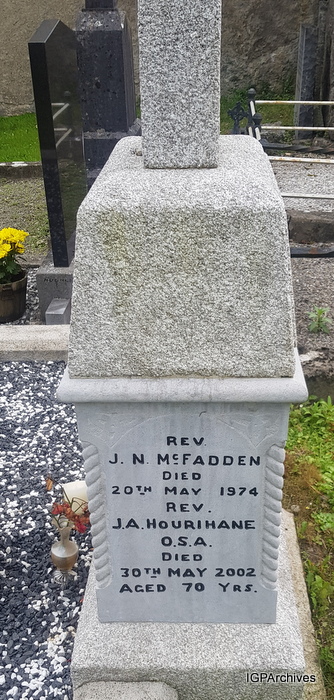 REV.
J. N. McFADDEN
DIED
20TH MAY 1974
REV.
J.A. HOURIHANE
O.S.A.
DIED
30TH MAY 2002
AGED 70 YRS.
IGPArchives